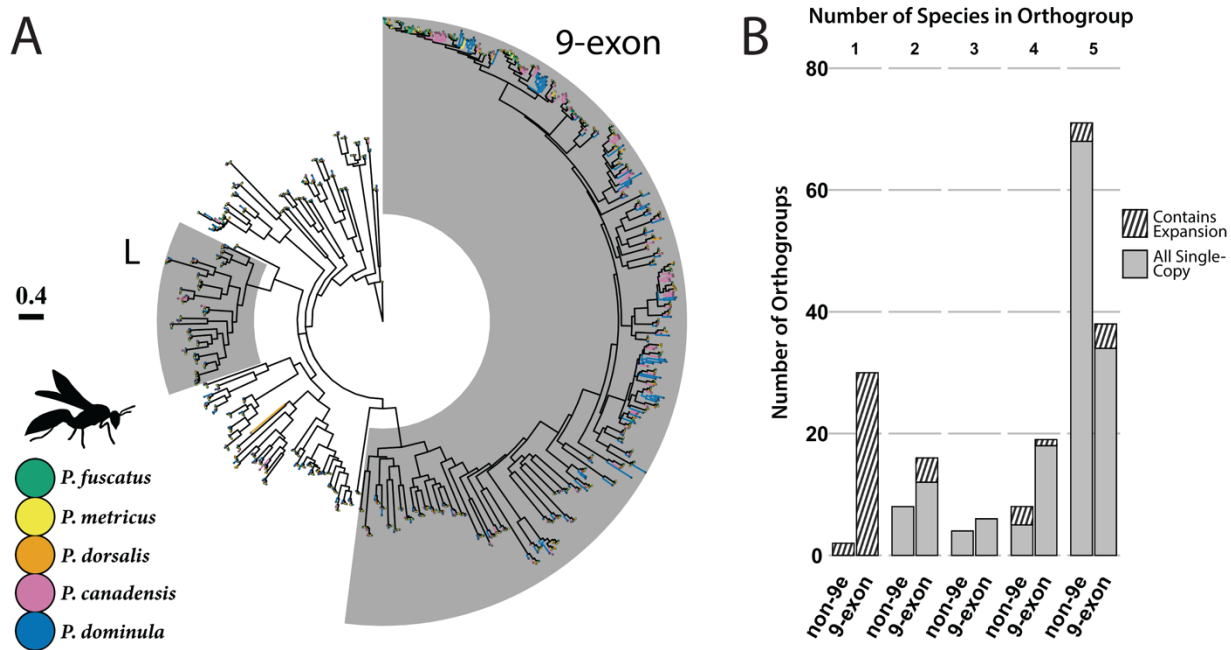 A
9-exon
L
0.4
P. fuscatus
P. metricus
P. dorsalis
P. canadensis
P. dominula
B
Number of Species in Orthogroup
1 2 3 4 5
80
60
40
20
0
Number of Orthogroups
Contains
Expansion
All Single-
Copy
non-9e
9-exon
non-9e
9-exon
non-9e
9-exon
non-9e
9-exon
non-9e
9-exon